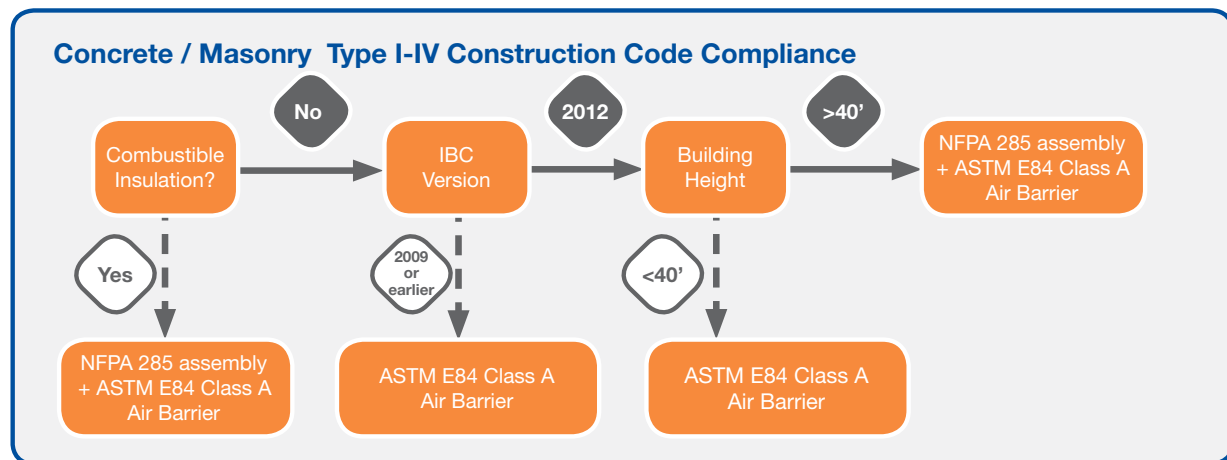 Concrete / Masonry Type I-IV Construction Code Compliance
No
2012
>40’
Combustible
Insulation?
IBC
Version
Building
Height
NFPA 285 assembly
+ ASTM E84 Class A
Air Barrier
Yes
2009
or
earlier
<40’
NFPA 285 assembly
+ ASTM E84 Class A
Air Barrier
ASTM E84 Class A
Air Barrier
ASTM E84 Class A
Air Barrier